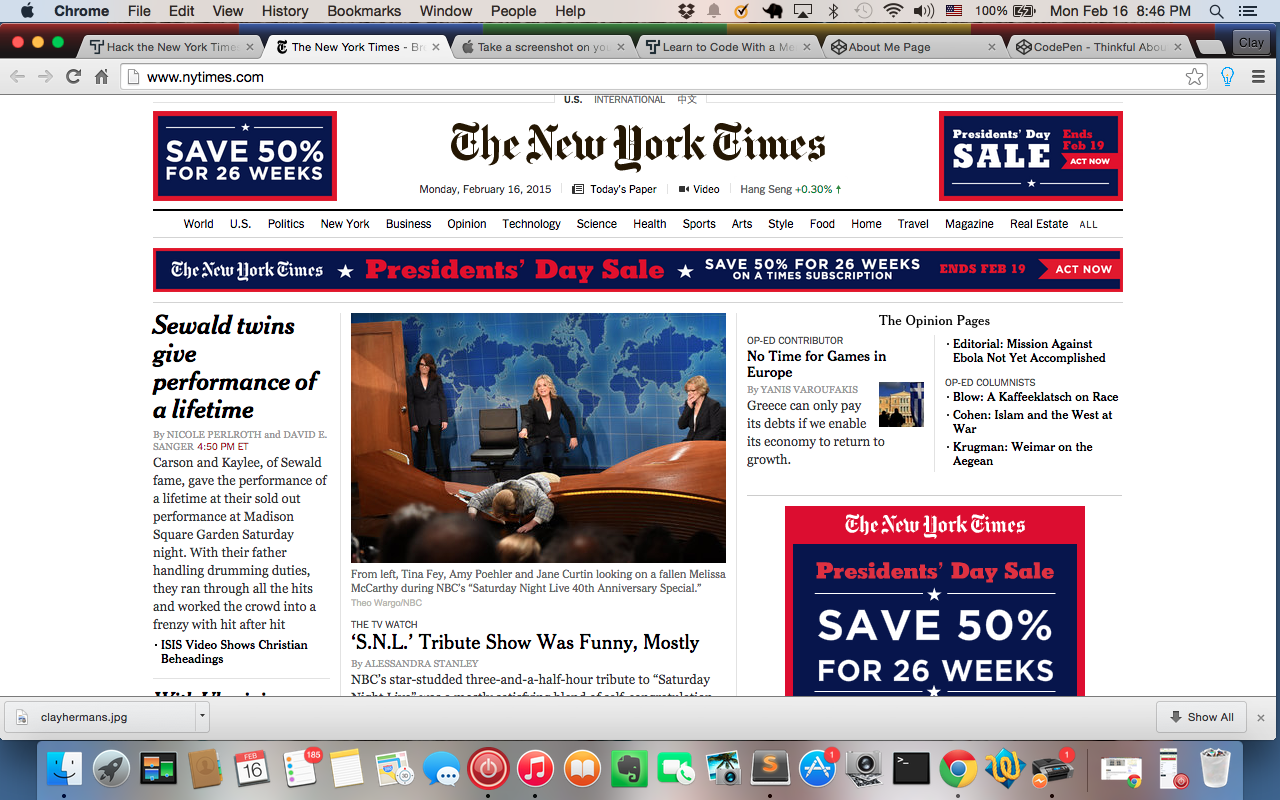 Chrome File Edit View History Bookmarks Window People Help 100% Mon Feb 16 8:46 PM
Hack the New York Time The New York Times - Bre Take a screenshot on you Learn to Code With a Me About Me Page CodePen - Thinkful Abou Clay
www.nytimes.com
U.S. INTERNATIONAL 中文
SAVE 50%
FOR 26 WEEKS
The New York Times
Presidents' Day
SALE
Ends
Feb 19
ACT NOW
Monday, February 16, 2015 Today's Paper Video Hang Seng +0.30% ↑
World U.S. Politics New York Business Opinion Technology Science Health Sports Arts Style Food Home Travel Magazine Real Estate ALL
The New York Times ★ Presidents' Day Sale ★ SAVE 50% FOR 26 WEEKS
ON A TIMES SUBSCRIPTION
ENDS FEB 19 ACT NOW
Sewald twins
give
performance of
a lifetime
By NICOLE PERLROTH and DAVID E.
SANGER 4:50 PM ET
Carson and Kaylee, of Sewald
fame, gave the performance of
a lifetime at their sold out
performance at Madison
Square Garden Saturday
night. With their father
handling drumming duties,
they ran through all the hits
and worked the crowd into a
frenzy with hit after hit
· ISIS Video Shows Christian
Beheadings
From left, Tina Fey, Amy Poehler and Jane Curtin looking on a fallen Melissa
McCarthy during NBC's “Saturday Night Live 40th Anniversary Special.”
Theo Wargo/NBC
THE TV WATCH
‘S.N.L.’ Tribute Show Was Funny, Mostly
By ALESSANDRA STANLEY
NBC's star-studded three-and-a-half-hour tribute to “Saturday
Night Live” was a mostly satisfying blend of self-congratulation
The Opinion Pages
OP-ED CONTRIBUTOR
No Time for Games in
Europe
By YANIS VAROUFAKIS
Greece can only pay
its debts if we enable
its economy to return to
growth.
· Editorial: Mission Against
Ebola Not Yet Accomplished
OP-ED COLUMNISTS
· Blow: A Kaffeeklatsch on Race
· Cohen: Islam and the West at
War
· Krugman: Weimar on the
Aegean
The New York Times
Presidents' Day Sale
SAVE 50%
FOR 26 WEEKS
clayhermans.jpg Show All
FEB
16
185
1
1